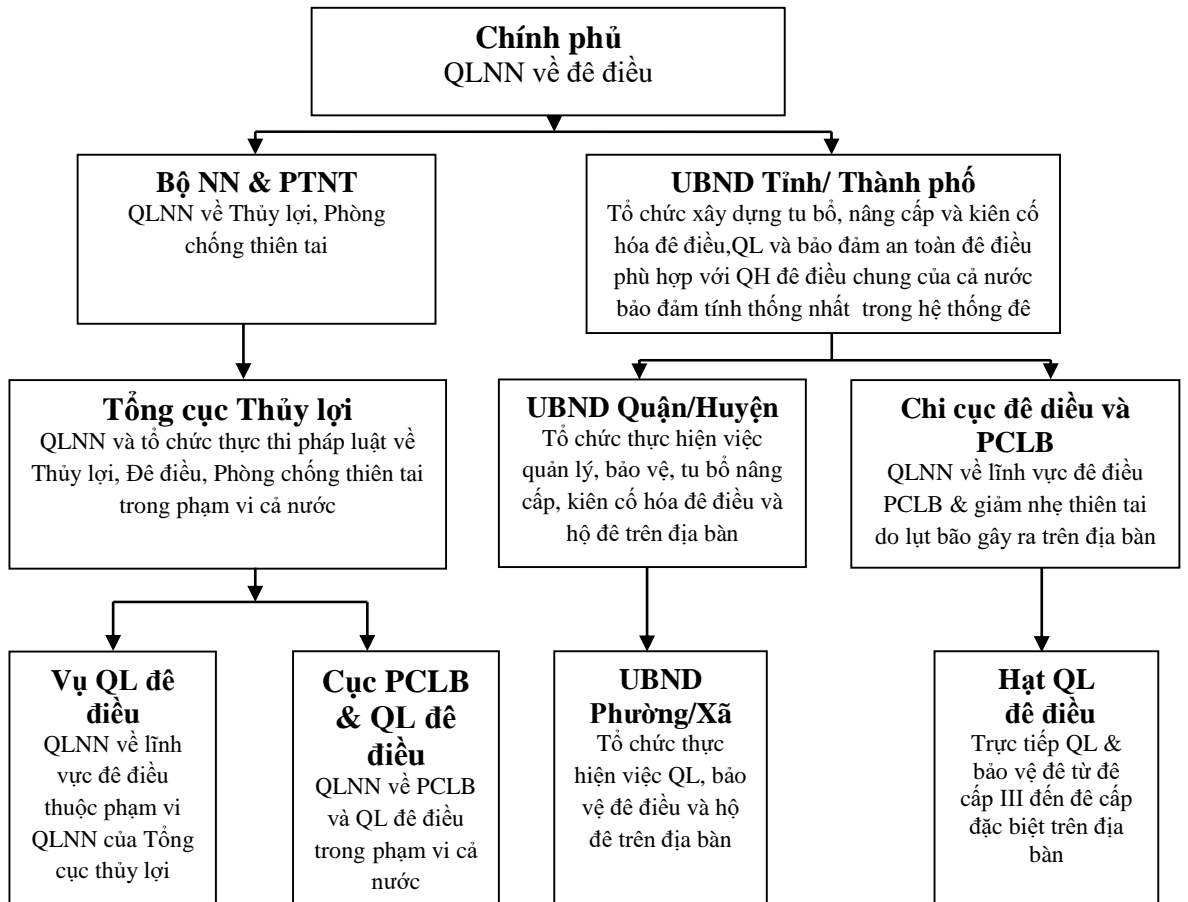 Chính phủ
QLNN về đê điều
Bộ NN & PTNT
QLNN về Thủy lợi, Phòng
chống thiên tai
UBND Tỉnh/ Thành phố
Tổ chức xây dựng tu bổ, nâng cấp và kiên cố
hóa đê điều,QL và bảo đảm an toàn đê điều
phù hợp với QH đê điều chung của cả nước
bảo đảm tính thống nhất trong hệ thống đê
Tổng cục Thủy lợi
QLNN và tổ chức thực thi pháp luật về
Thủy lợi, Đê điều, Phòng chống thiên tai
trong phạm vi cả nước
UBND Quận/Huyện
Tổ chức thực hiện việc
quản lý, bảo vệ, tu bổ nâng
cấp, kiên cố hóa đê điều và
hộ đê trên địa bàn
Chi cục đê diều và
PCLB
QLNN về lĩnh vực đê điều
PCLB & giảm nhẹ thiên tai
do lụt bão gây ra trên địa bàn
Vụ QL đê
điều
QLNN về lĩnh
vực đê điều
thuộc phạm vi
QLNN của Tổng
cục thủy lợi
Cục PCLB
& QL đê
điều
QLNN về PCLB
và QL đê điều
trong phạm vi cả
nước
UBND
Phường/Xã
Tổ chức thực
hiện việc QL, bảo
vệ đê điều và hộ
đê trên địa bàn
Hạt QL
đê điều
Trực tiếp QL &
bảo vệ đê từ đê
cấp III đến đê cấp
đặc biệt trên địa
bàn